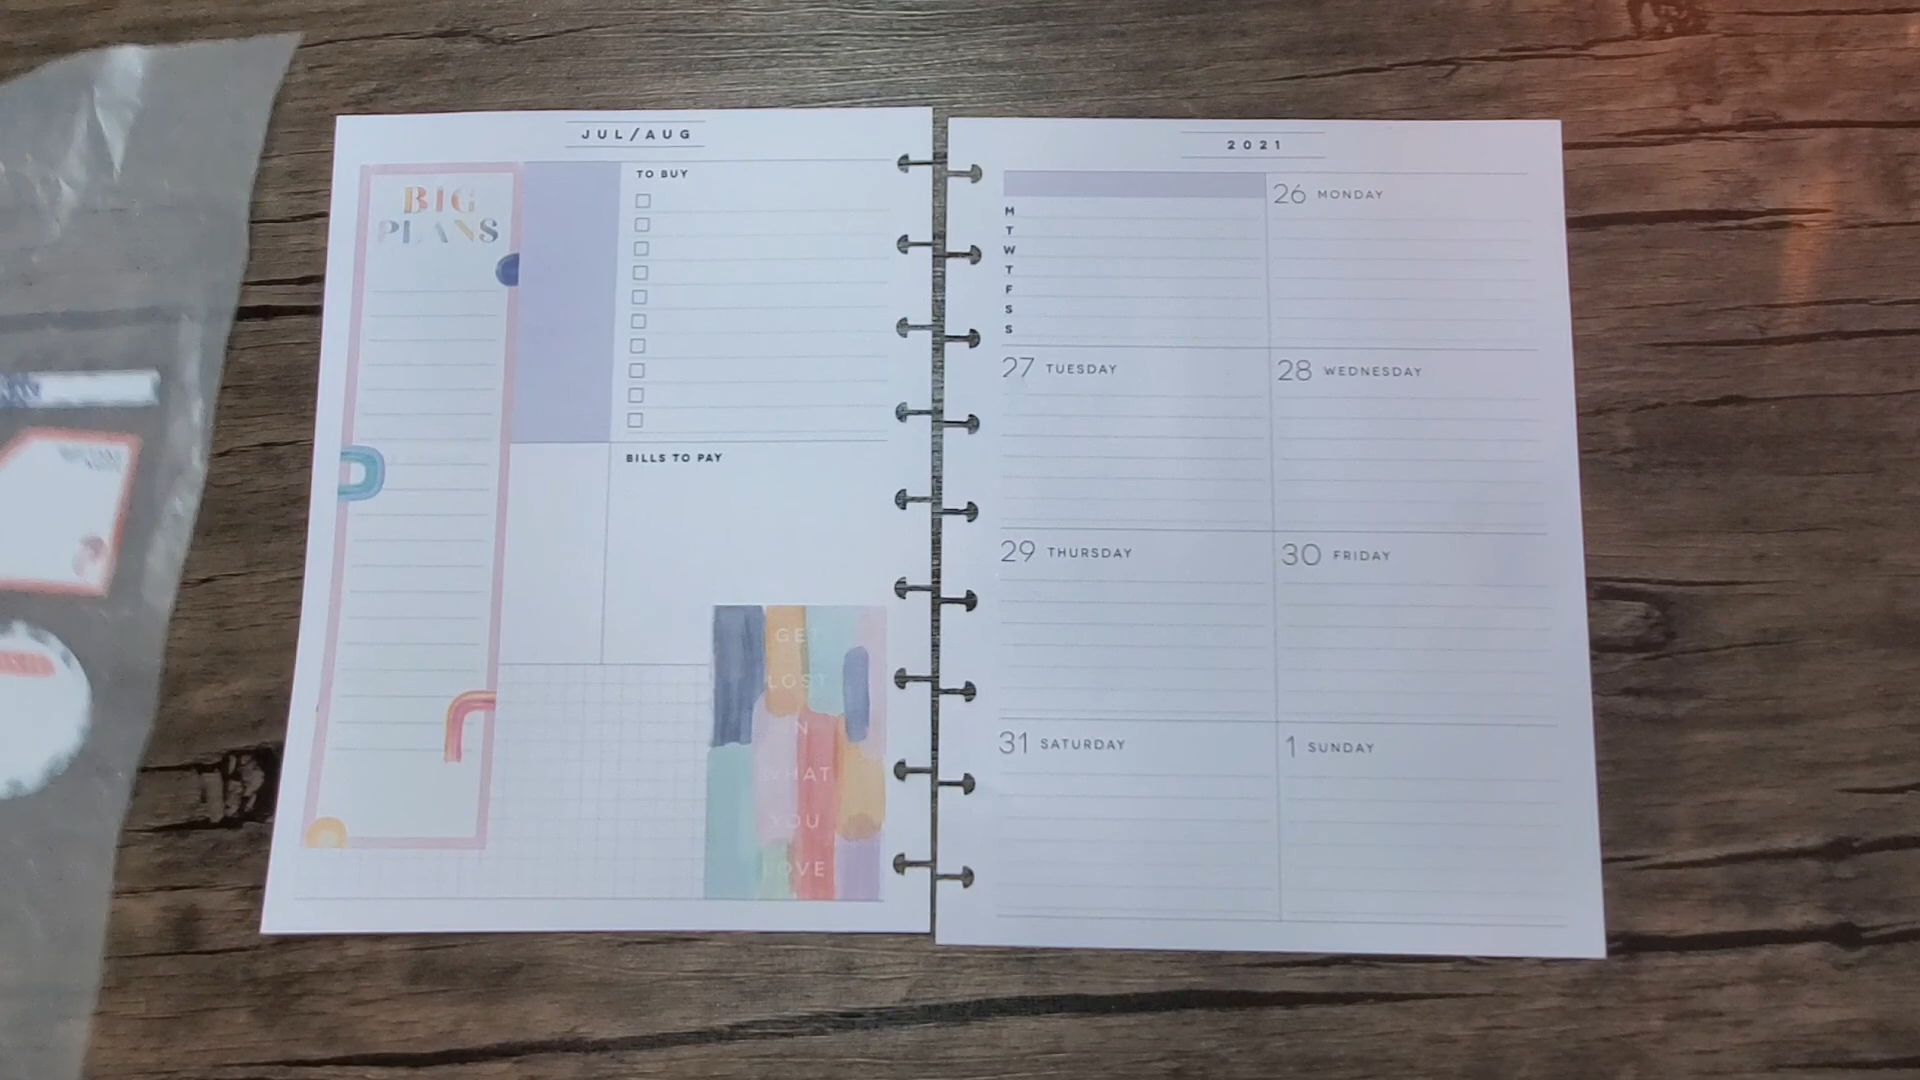 JUL/AUG
BIG
PLANS
TO BUY
BILLS TO PAY
GET
LOST
IN
WHAT
YOU
LOVE
2021
M
T
W
T
F
S
S
26 MONDAY
27 TUESDAY
28 WEDNESDAY
29 THURSDAY
30 FRIDAY
31 SATURDAY
1 SUNDAY